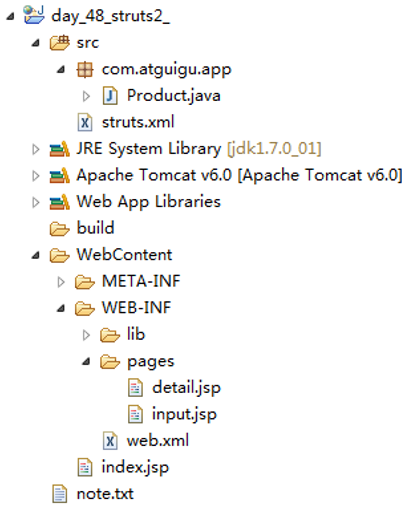 day_48_struts2_
src
com.atguigu.app
Product.java
struts.xml
JRE System Library [jdk1.7.0_01]
Apache Tomcat v6.0 [Apache Tomcat v6.0]
Web App Libraries
build
WebContent
META-INF
WEB-INF
lib
pages
detail.jsp
input.jsp
web.xml
index.jsp
note.txt